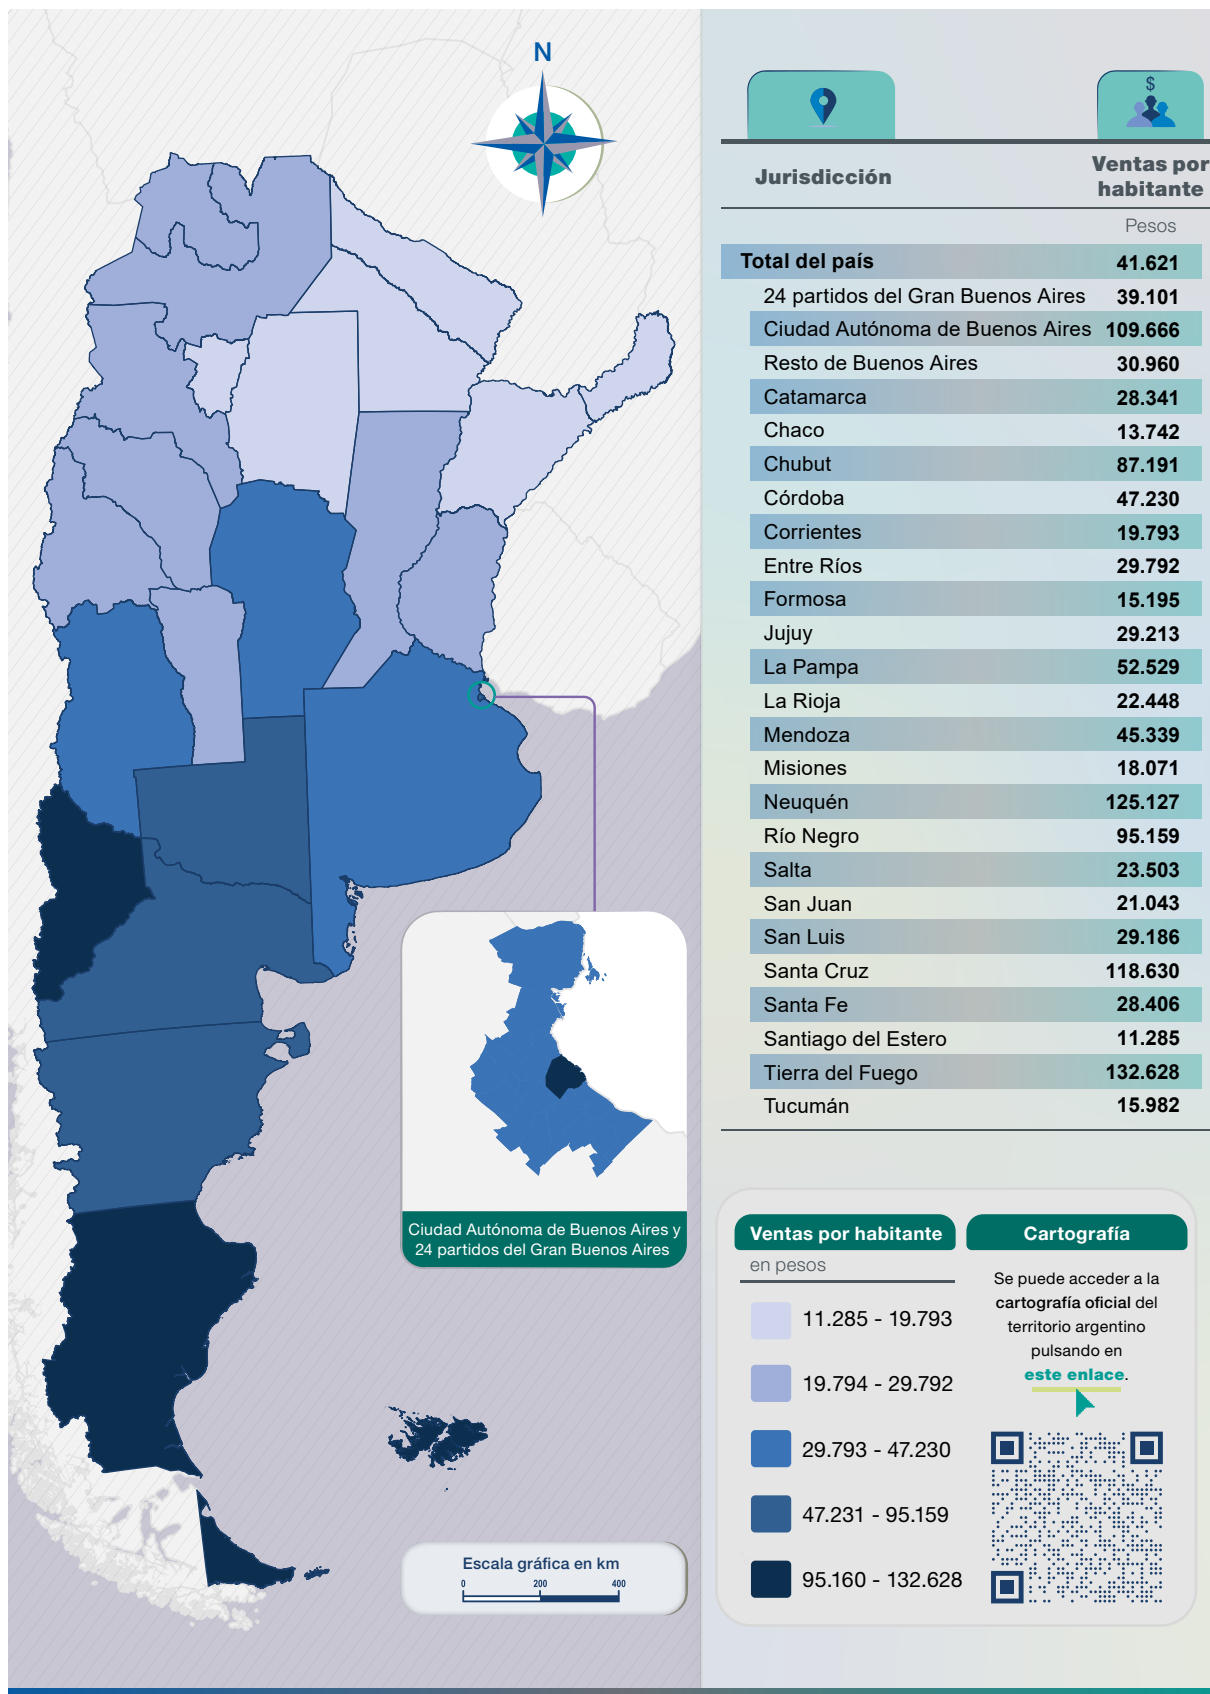 N
$
Jurisdicción
Ventas por
habitante
Pesos
Total del país 41.621
24 partidos del Gran Buenos Aires 39.101
Ciudad Autónoma de Buenos Aires 109.666
Resto de Buenos Aires 30.960
Catamarca 28.341
Chaco 13.742
Chubut 87.191
Córdoba 47.230
Corrientes 19.793
Entre Ríos 29.792
Formosa 15.195
Jujuy 29.213
La Pampa 52.529
La Rioja 22.448
Mendoza 45.339
Misiones 18.071
Neuquén 125.127
Río Negro 95.159
Salta 23.503
San Juan 21.043
San Luis 29.186
Santa Cruz 118.630
Santa Fe 28.406
Santiago del Estero 11.285
Tierra del Fuego 132.628
Tucumán 15.982
Ciudad Autónoma de Buenos Aires y
24 partidos del Gran Buenos Aires
Ventas por habitante
en pesos
11.285 - 19.793
19.794 - 29.792
29.793 - 47.230
47.231 - 95.159
95.160 - 132.628
Cartografía
Se puede acceder a la
cartografía oficial del
territorio argentino
pulsando en
este enlace.
Escala gráfica en km
0 200 400